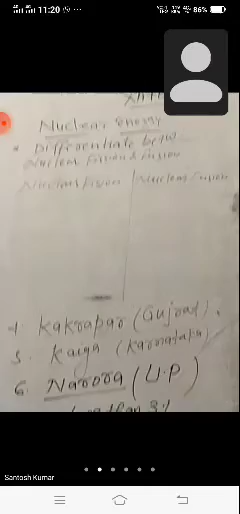 11:20
86%
Nuclear Energy
* Differentiate betw
Nuclear Fission & Fusion
Nuclear Fission | Nuclear Fusion
4. Kakrapar (Gujrat).
5. Kaiga (Karnataka)
6. Narora (U.P)
Santosh Kumar